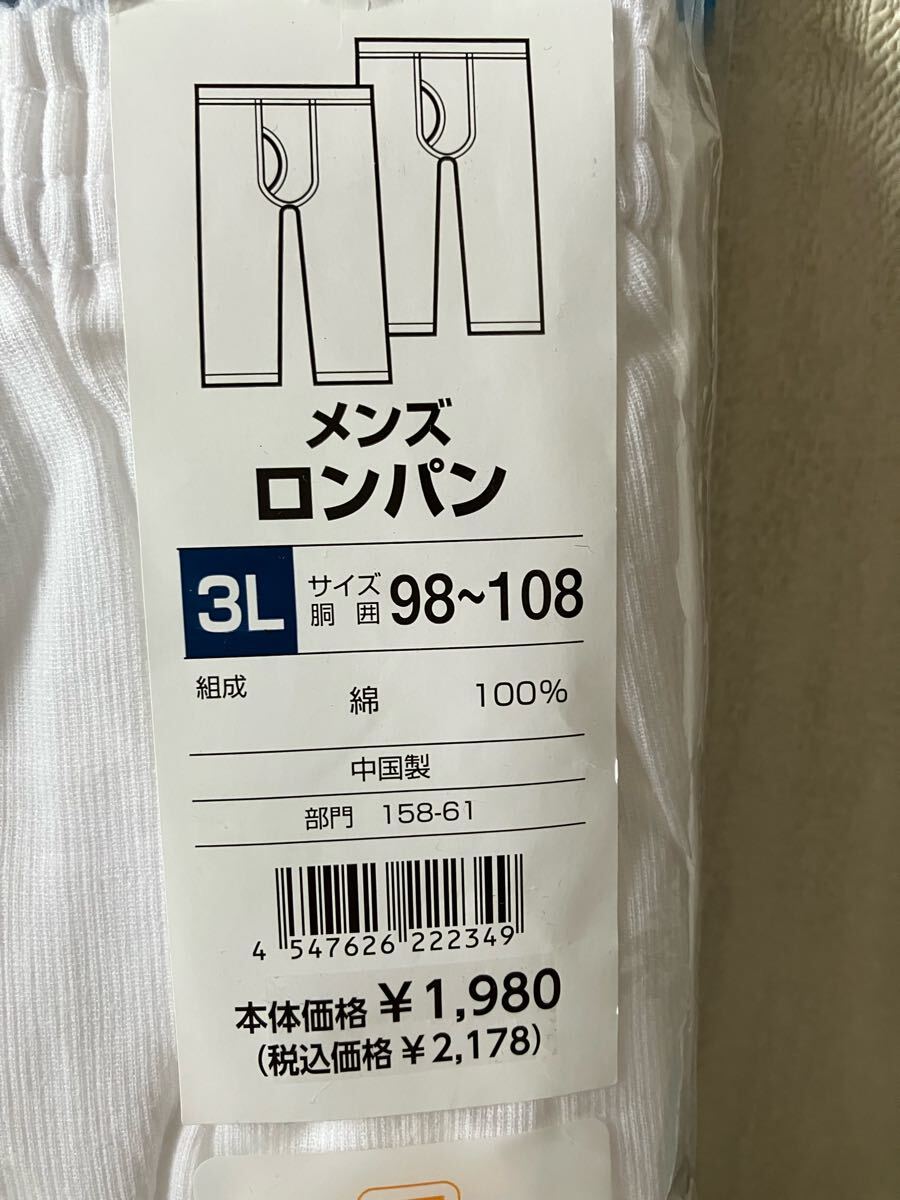 メンズ
ロンパン
3L サイズ 胴囲 98~108
組成 綿 100%
中国製
部門 158-61
4 547626 222349
本体価格 ¥1,980
(税込価格 ¥2,178)